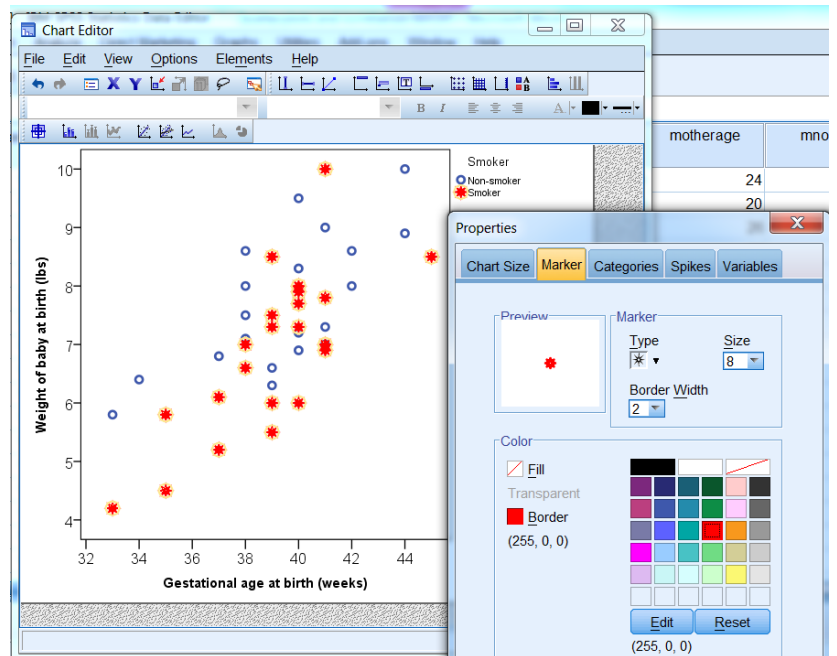 Chart Editor
File Edit View Options Elements Help
B I
A
motherage
mno
24
20
Smoker
Non-smoker
Smoker
10
9
8
7
6
5
4
32 34 36 38 40 42 44
Weight of baby at birth (lbs)
Gestational age at birth (weeks)
Properties
Chart Size Marker Categories Spikes Variables
Preview
Marker
Type
Size
8
Border Width
2
Color
Fill
Transparent
Border
(255, 0, 0)
Edit Reset
(255, 0, 0)